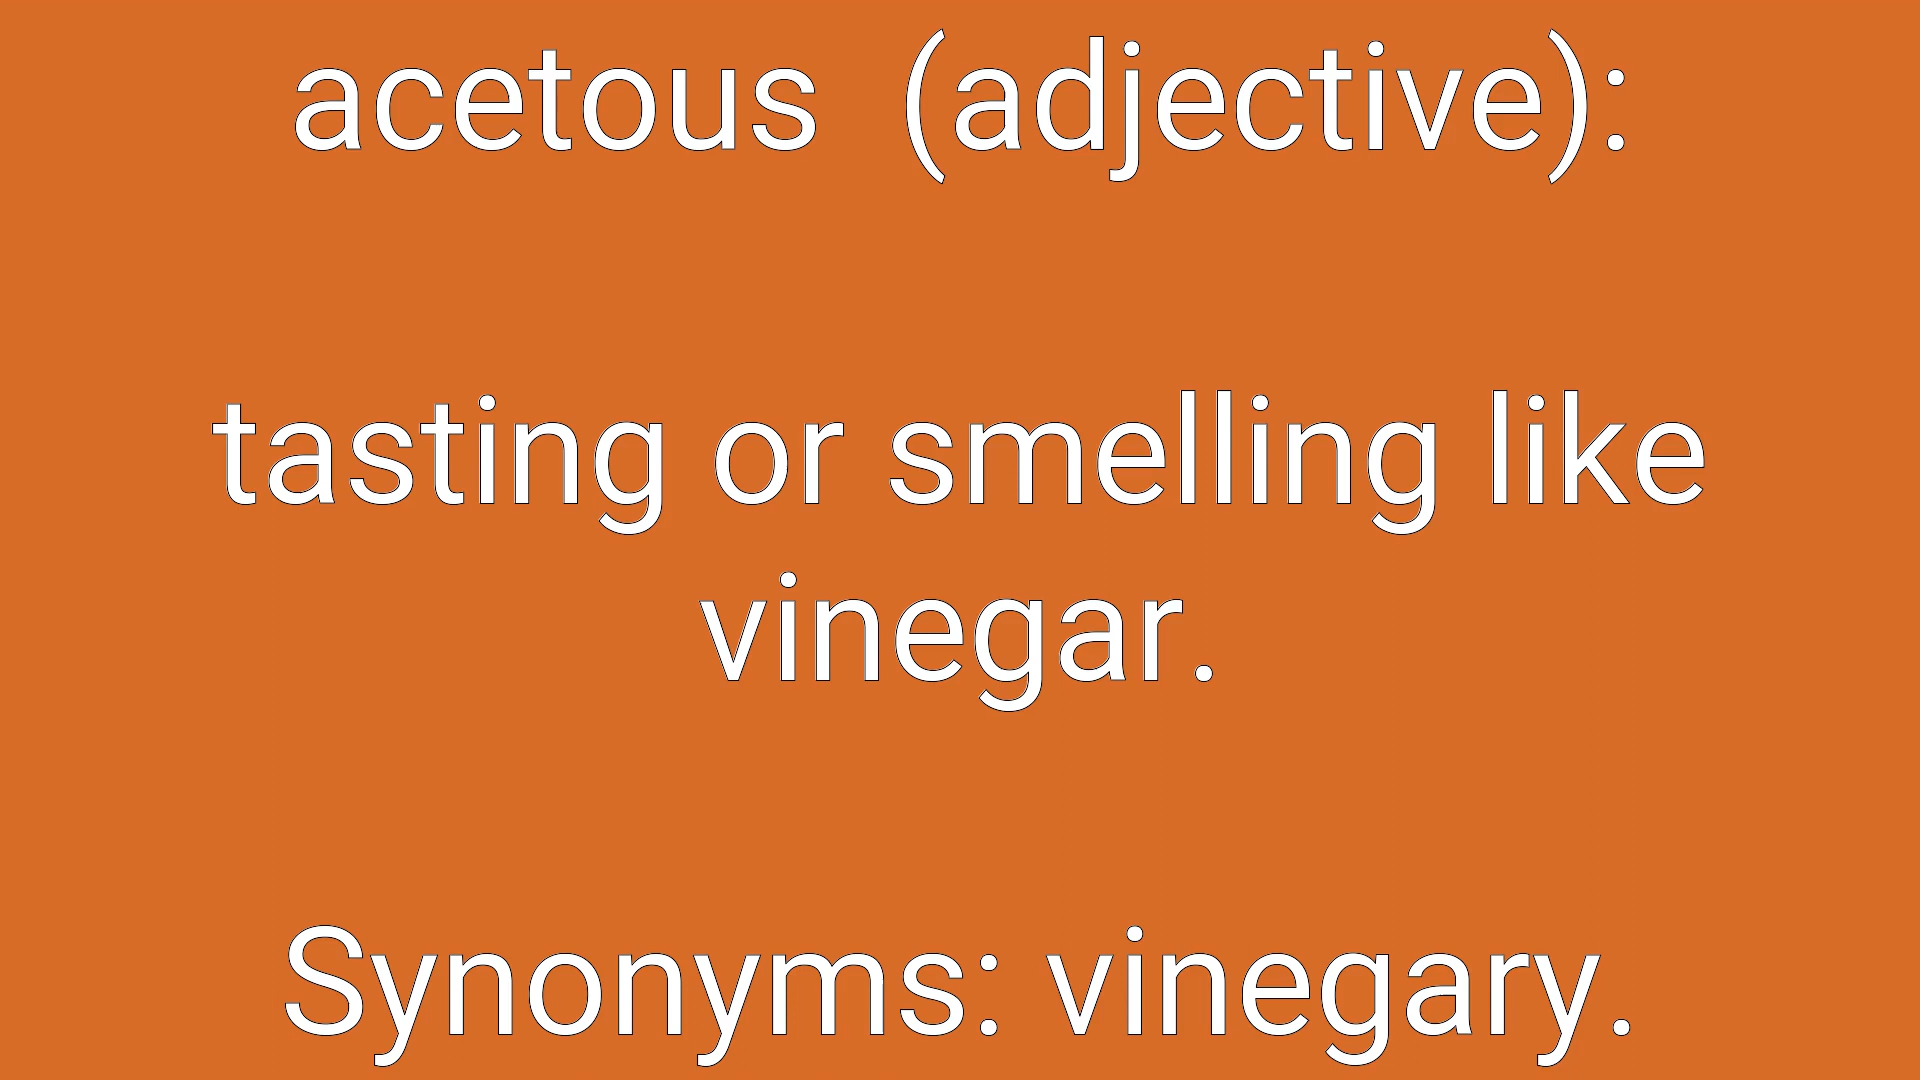 acetous  (adjective):
tasting or smelling like
vinegar.
Synonyms: vinegary.